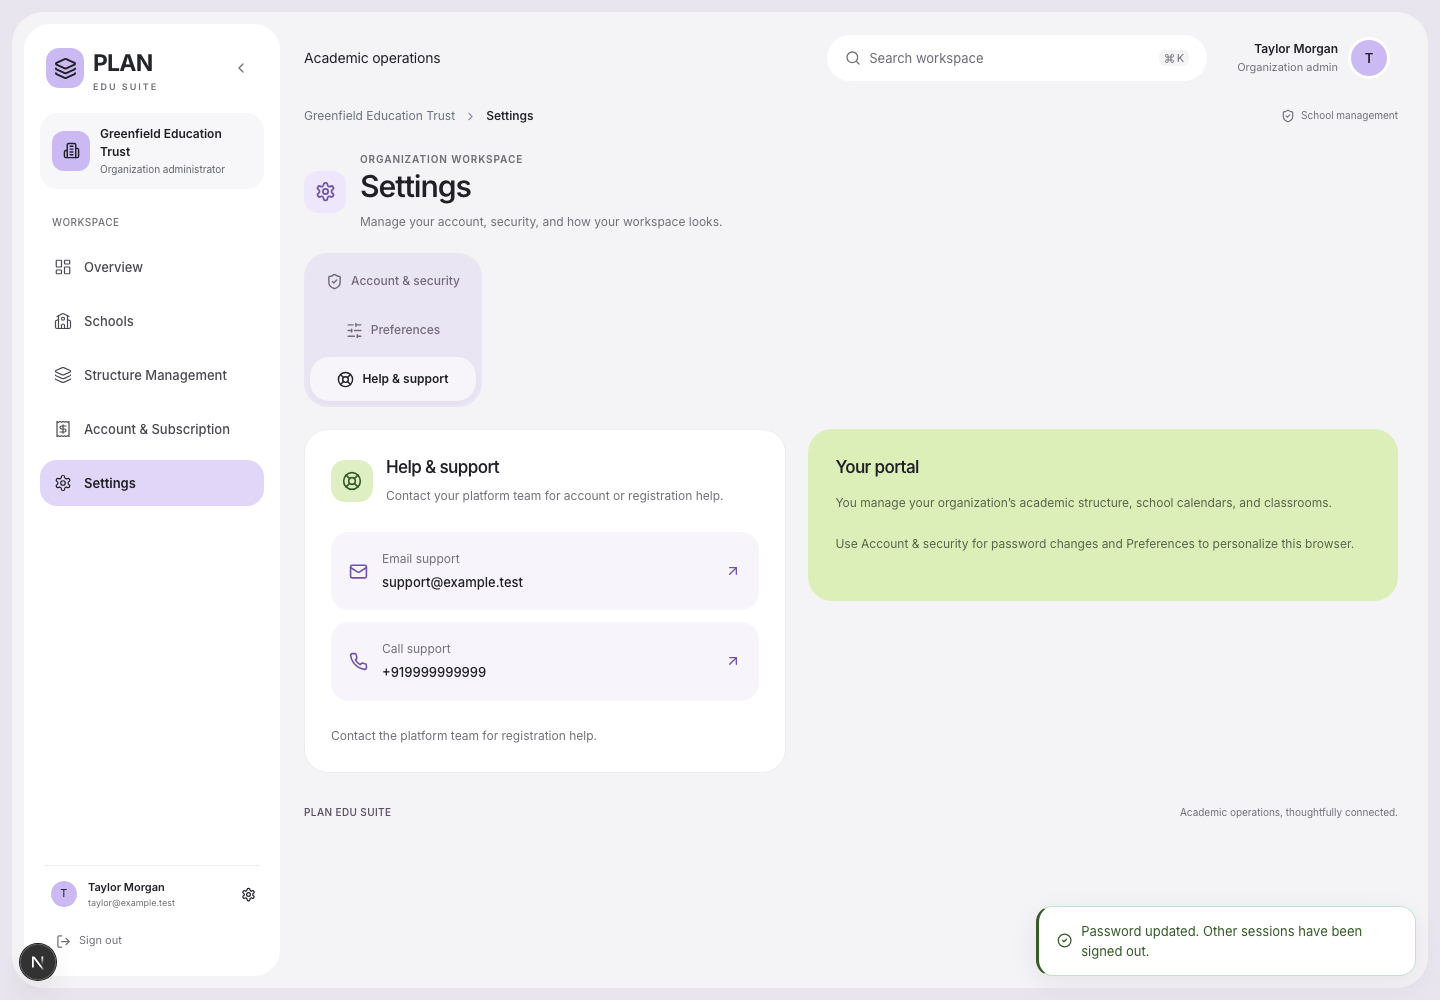 PLAN
EDU SUITE
Greenfield Education
Trust
Organization administrator
WORKSPACE
Overview
Schools
Structure Management
Account & Subscription
Settings
Taylor Morgan
T
taylor@example.test
Sign out
N
Academic operations
Search workspace
⌘K
Taylor Morgan
Organization admin
T
Greenfield Education Trust
Settings
School management
ORGANIZATION WORKSPACE
Settings
Manage your account, security, and how your workspace looks.
Account & security
Preferences
Help & support
Help & support
Contact your platform team for account or registration help.
Email support
support@example.test
Call support
+919999999999
Contact the platform team for registration help.
Your portal
You manage your organization’s academic structure, school calendars, and classrooms.
Use Account & security for password changes and Preferences to personalize this browser.
PLAN EDU SUITE
Academic operations, thoughtfully connected.
Password updated. Other sessions have been
signed out.